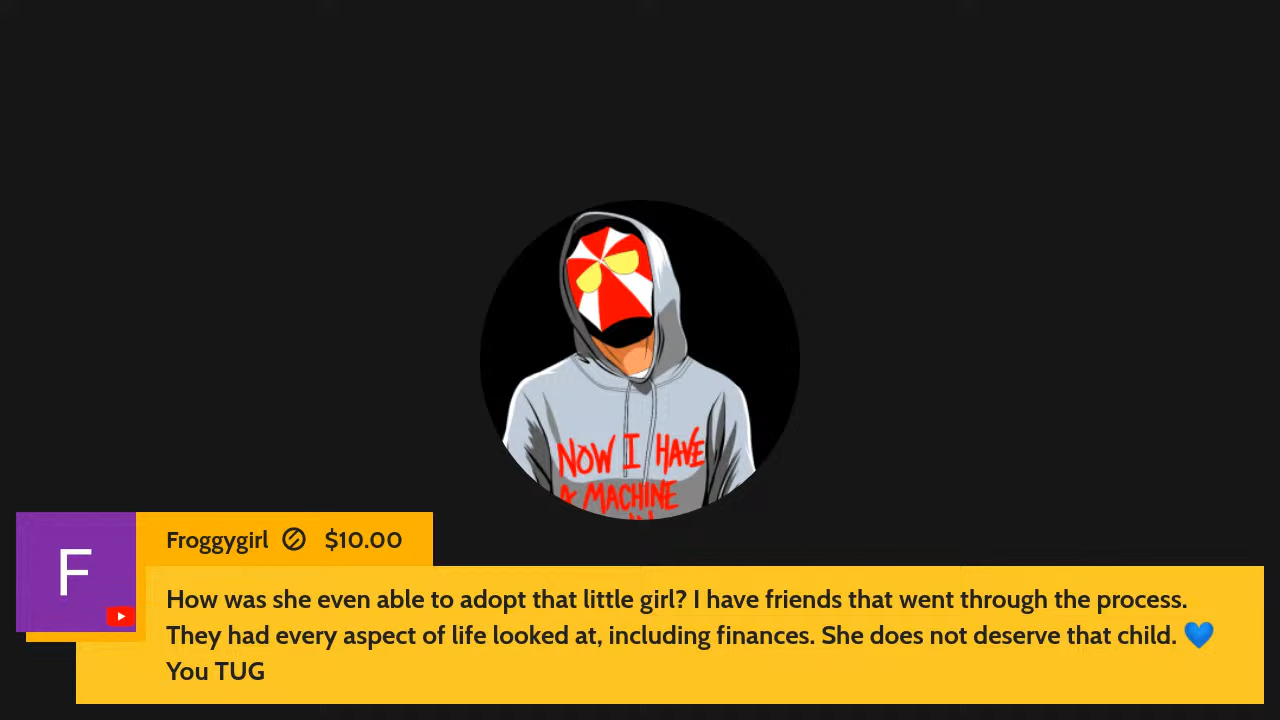 NOW I HAVE
A MACHINE
F
Froggygirl $10.00
How was she even able to adopt that little girl? I have friends that went through the process.
They had every aspect of life looked at, including finances. She does not deserve that child. 💙
You TUG